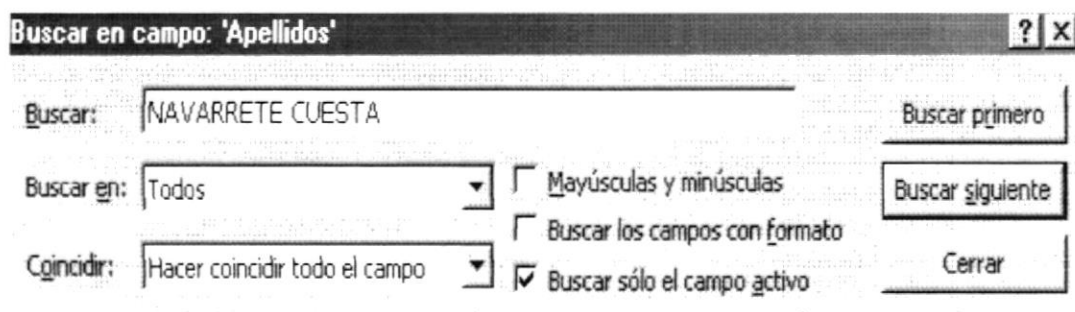 Buscar en campo: 'Apellidos' ? X
Buscar: NAVARRETE CUESTA Buscar primero
Buscar en: Todos Mayúsculas y minúsculas Buscar siguiente
Buscar los campos con formato
Coincidir: Hacer coincidir todo el campo Buscar sólo el campo activo Cerrar